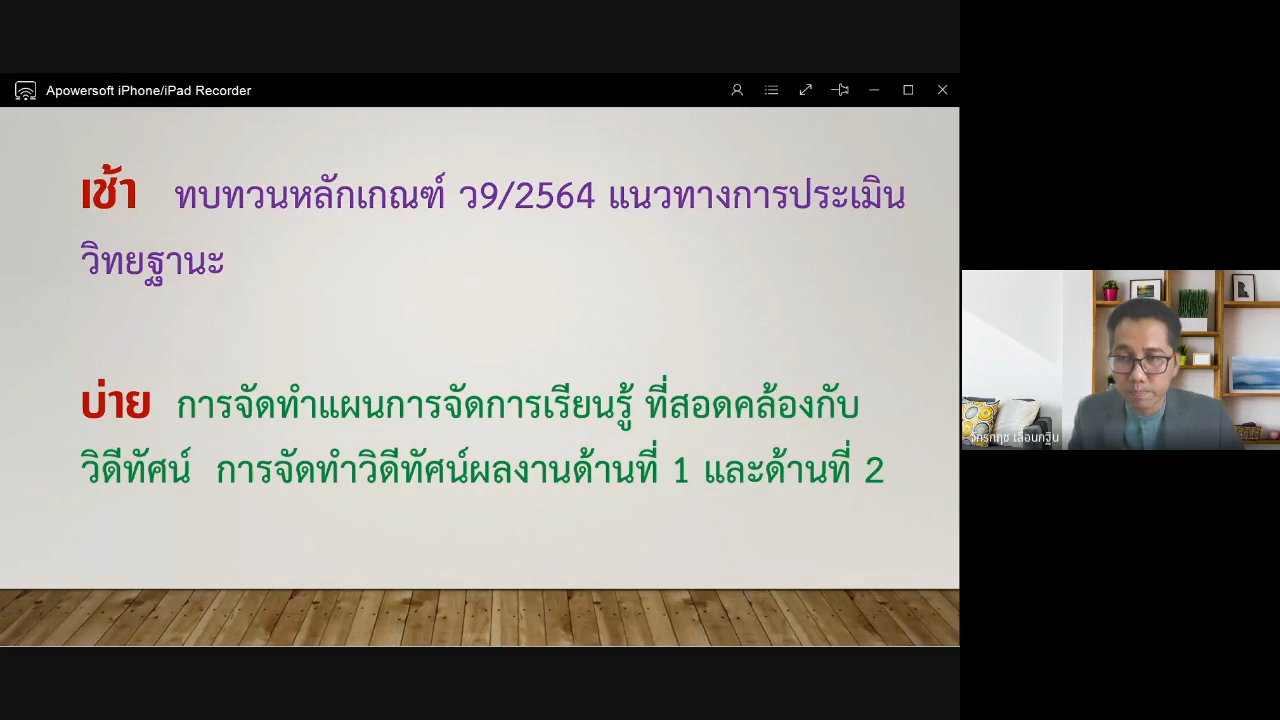 Apowersoft iPhone/iPad Recorder
เช้า ทบทวนหลักเกณฑ์ ว9/2564 แนวทางการประเมิน
วิทยฐานะ
บ่าย การจัดทำแผนการจัดการเรียนรู้ ที่สอดคล้องกับ
วิดีทัศน์ การจัดทำวิดีทัศน์ผลงานด้านที่ 1 และด้านที่ 2
จักรกฤช เลื่อนกฐิน